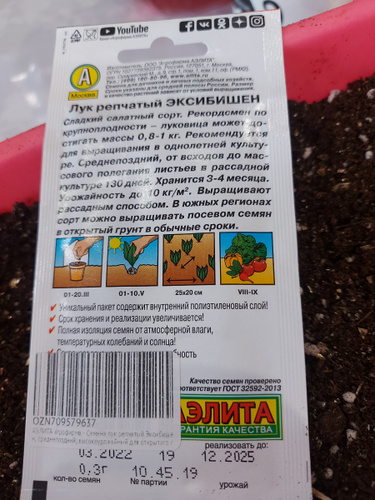 YouTube
Лук репчатый ЭКСИБИШЕН
Москва
Сладкий салатный сорт. Рекордсмен по
крупноплодности – луковица может до-
стигать массы 0,8-1 кг. Рекомендуется
для выращивания в однолетней культу-
ре. Среднепоздний, от всходов до мас-
сового полегания листьев в рассадной
культуре 130 дней. Хранится 3-4 месяца.
Урожайность до 10 кг/м². Выращивают
рассадным способом. В южных регионах
сорт можно выращивать посевом семян
в открытый грунт в обычные сроки.
01-20.III 01-10.V 25x20 см VIII-IX
Уникальный пакет содержит внутренний полиэтиленовый слой!
Срок хранения и реализации увеличивается!
Полная изоляция семян от атмосферной влаги,
температурных колебаний и солнца!
Качество семян проверено
соответствует ГОСТ 32592-2013
АЭЛИТА
ГАРАНТИЯ КАЧЕСТВА
OZN709579637
реализовать до:
03.2022 19 12.2025
0,3г 10.45.19
кол-во семян № партии урожай